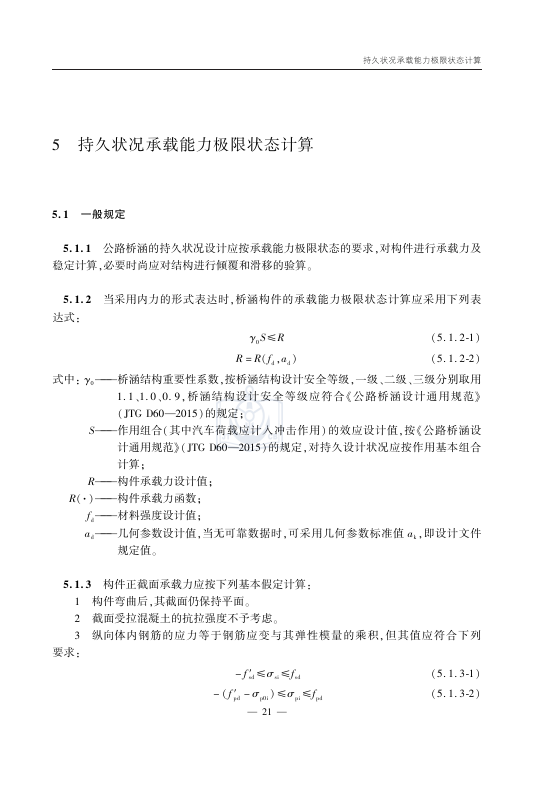 持久状况承载能力极限状态计算
5 持久状况承载能力极限状态计算
5.1 一般规定
5.1.1 公路桥涵的持久状况设计应按承载能力极限状态的要求,对构件进行承载力及
稳定计算,必要时尚应对结构进行倾覆和滑移的验算。
5.1.2 当采用内力的形式表达时,桥涵构件的承载能力极限状态计算应采用下列表
达式:
γ₀S≤R (5.1.2-1)
R=R(f_d,a_d) (5.1.2-2)
式中:γ₀——桥涵结构重要性系数,按桥涵结构设计安全等级,一级、二级、三级分别取用
1.1、1.0、0.9,桥涵结构设计安全等级应符合《公路桥涵设计通用规范》
(JTG D60—2015)的规定;
S——作用组合(其中汽车荷载应计入冲击作用)的效应设计值,按《公路桥涵设
计通用规范》(JTG D60—2015)的规定,对持久设计状况应按作用基本组合
计算;
R——构件承载力设计值;
R(·)——构件承载力函数;
f_d——材料强度设计值;
a_d——几何参数设计值,当无可靠数据时,可采用几何参数标准值 a_k,即设计文件
规定值。
5.1.3 构件正截面承载力应按下列基本假定计算:
1 构件弯曲后,其截面仍保持平面。
2 截面受拉混凝土的抗拉强度不予考虑。
3 纵向体内钢筋的应力等于钢筋应变与其弹性模量的乘积,但其值应符合下列
要求:
-f'_sd≤σ_si≤f_sd (5.1.3-1)
-(f'_pd-σ_p0i)≤σ_pi≤f_pd (5.1.3-2)
— 21 —